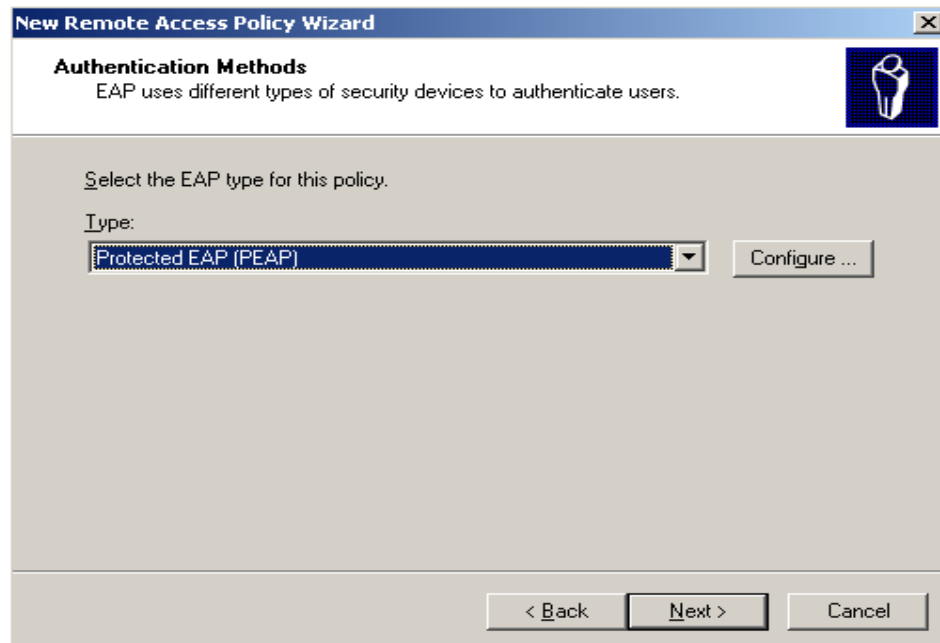 New Remote Access Policy Wizard
Authentication Methods
EAP uses different types of security devices to authenticate users.
Select the EAP type for this policy.
Type:
Protected EAP (PEAP)
Configure ...
< Back
Next >
Cancel